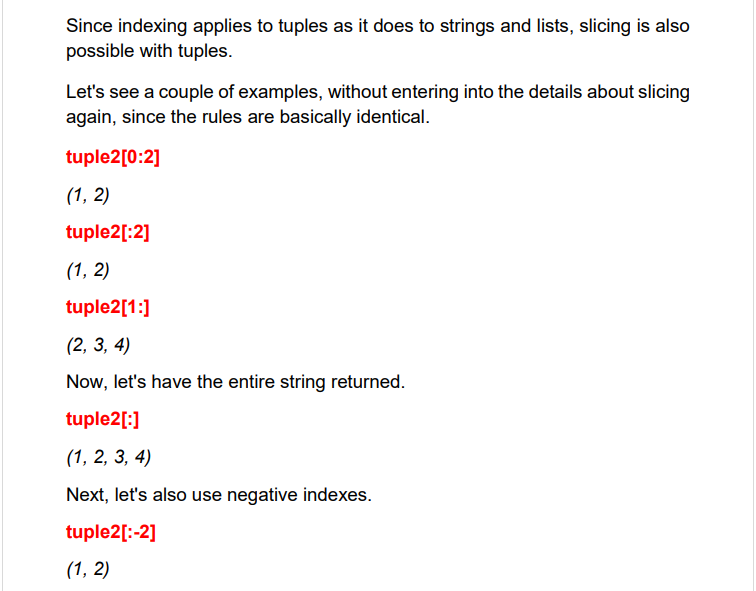 Since indexing applies to tuples as it does to strings and lists, slicing is also
possible with tuples.
Let's see a couple of examples, without entering into the details about slicing
again, since the rules are basically identical.
tuple2[0:2]
(1, 2)
tuple2[:2]
(1, 2)
tuple2[1:]
(2, 3, 4)
Now, let's have the entire string returned.
tuple2[:]
(1, 2, 3, 4)
Next, let's also use negative indexes.
tuple2[:-2]
(1, 2)